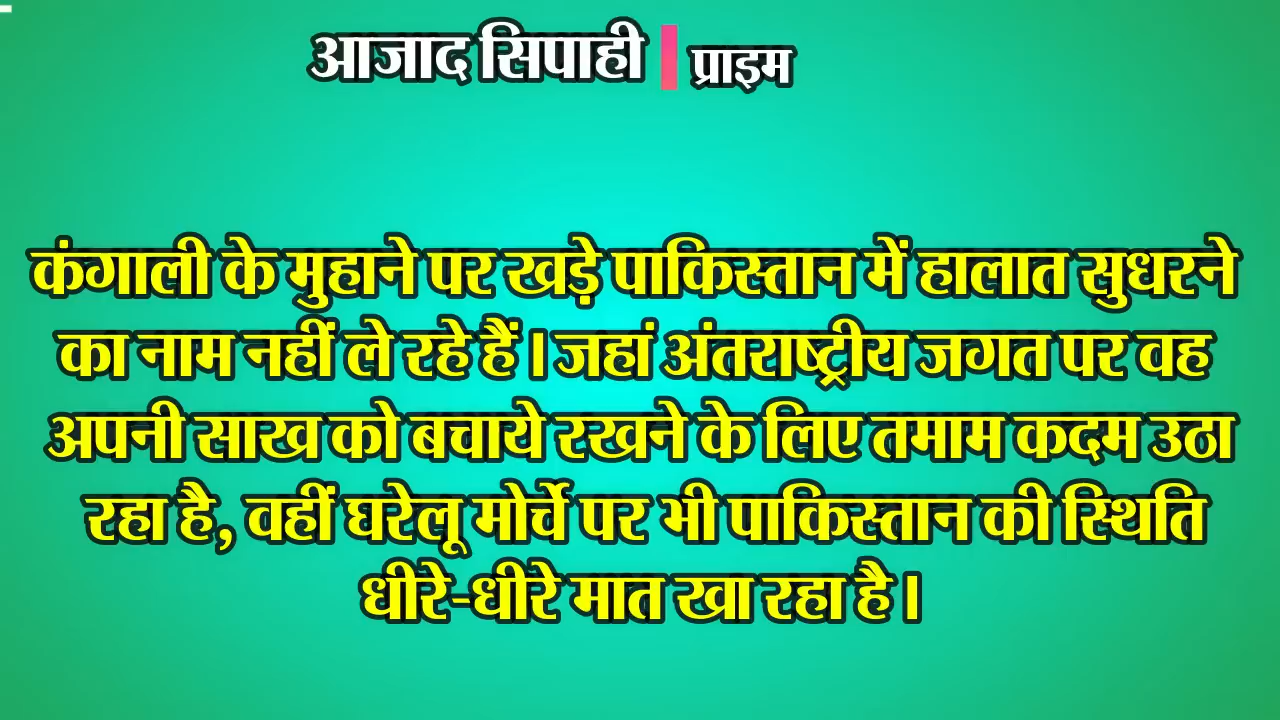 आजाद सिपाही | प्राइम
कंगाली के मुहाने पर खड़े पाकिस्तान में हालात सुधरने
का नाम नहीं ले रहे हैं। जहां अंतराष्ट्रीय जगत पर वह
अपनी साख को बचाये रखने के लिए तमाम कदम उठा
रहा है, वहीं घरेलू मोर्चे पर भी पाकिस्तान की स्थिति
धीरे-धीरे मात खा रहा है।